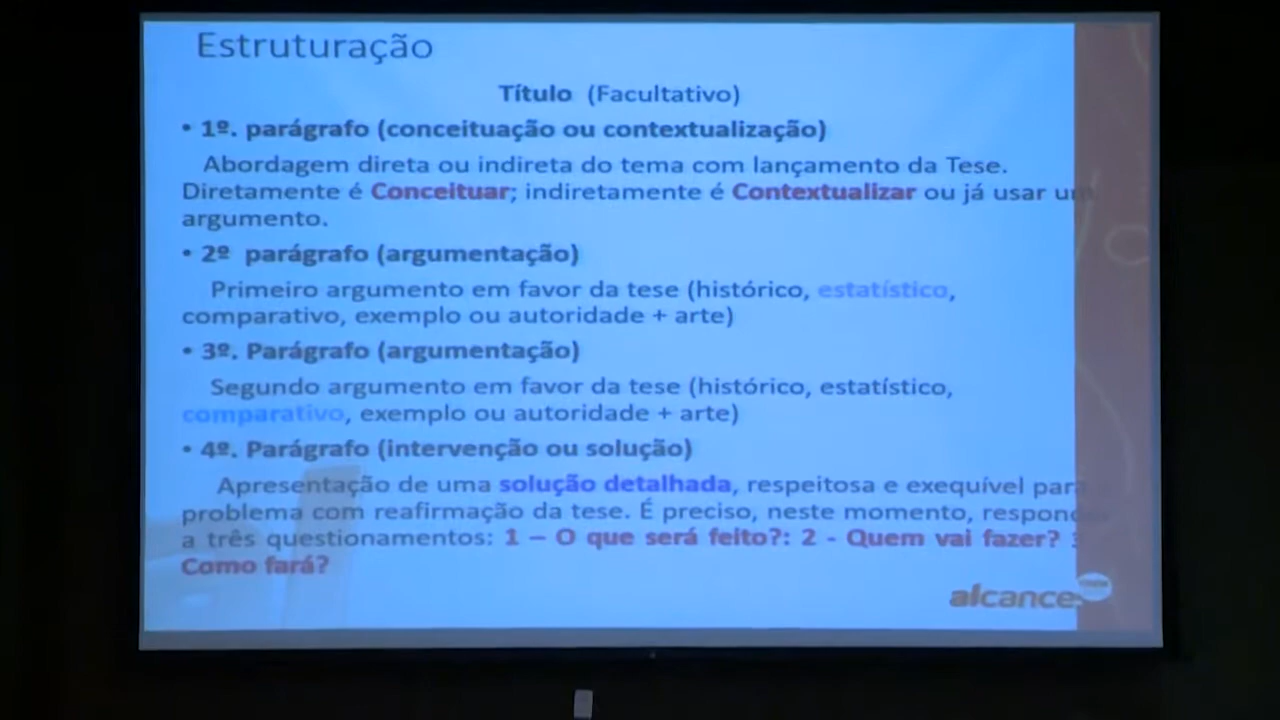 Estruturação
Título (Facultativo)
• 1º. parágrafo (conceituação ou contextualização)
Abordagem direta ou indireta do tema com lançamento da Tese.
Diretamente é Conceituar; indiretamente é Contextualizar ou já usar um
argumento.
• 2º parágrafo (argumentação)
Primeiro argumento em favor da tese (histórico, estatístico,
comparativo, exemplo ou autoridade + arte)
• 3º. Parágrafo (argumentação)
Segundo argumento em favor da tese (histórico, estatístico,
comparativo, exemplo ou autoridade + arte)
• 4º. Parágrafo (intervenção ou solução)
Apresentação de uma solução detalhada, respeitosa e exequível para
problema com reafirmação da tese. É preciso, neste momento,
a três questionamentos: 1 – O que será feito?: 2 - Quem vai fazer?
Como fará?
alcance